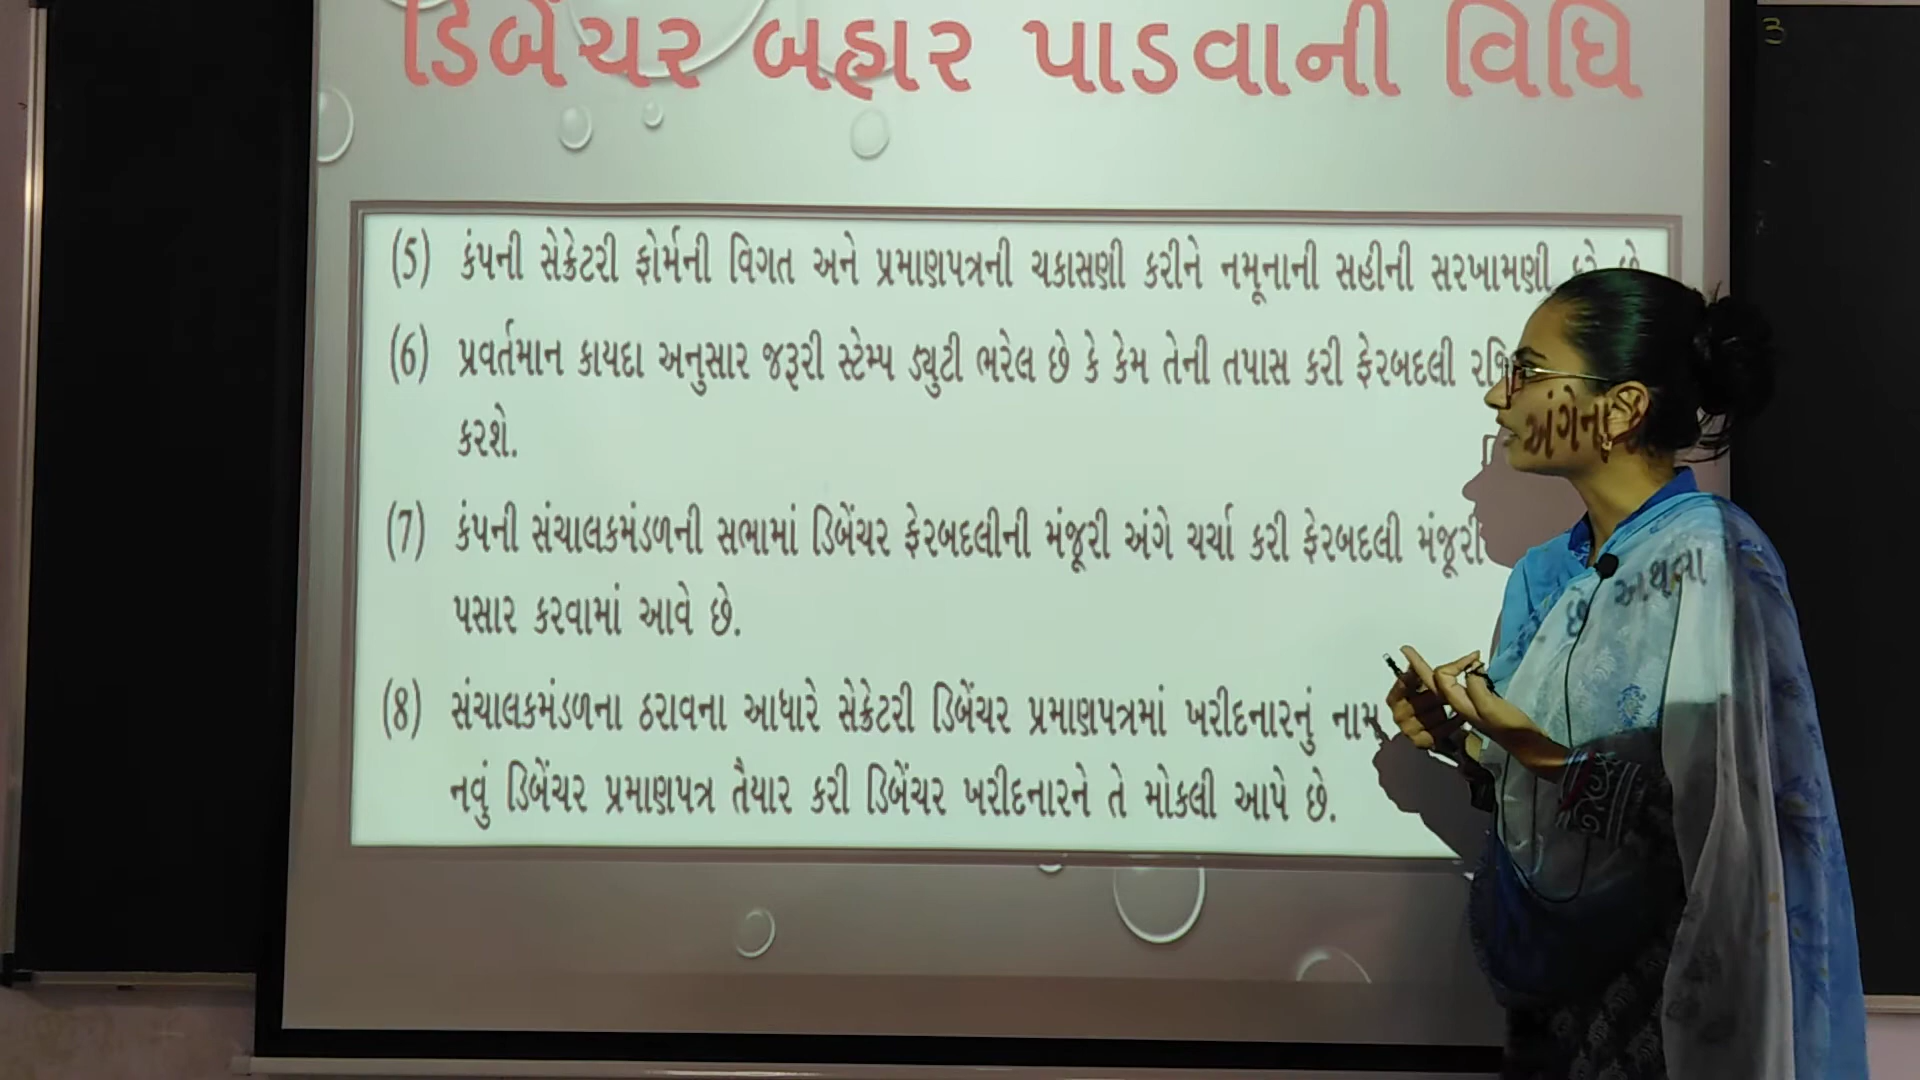 ડિબેંચર બહાર પાડવાની વિધિ
3
(5) કંપની સેક્રેટરી ફોર્મની વિગત અને પ્રમાણપત્રની ચકાસણી કરીને નમૂનાની સહીની સરખામણી કરે છે
(6) પ્રવર્તમાન કાયદા અનુસાર જરૂરી સ્ટેમ્પ ડ્યુટી ભરેલ છે કે કેમ તેની તપાસ કરી ફેરબદલી
કરશે.
(7) કંપની સંચાલકમંડળની સભામાં ડિબેંચર ફેરબદલીની મંજૂરી અંગે ચર્ચા કરી ફેરબદલી મંજૂરી અંગેના
પસાર કરવામાં આવે છે.
(8) સંચાલકમંડળના ઠરાવના આધારે સેક્રેટરી ડિબેંચર પ્રમાણપત્રમાં ખરીદનારનું નામ છે અથવા
નવું ડિબેંચર પ્રમાણપત્ર તૈયાર કરી ડિબેંચર ખરીદનારને તે મોકલી આપે છે.